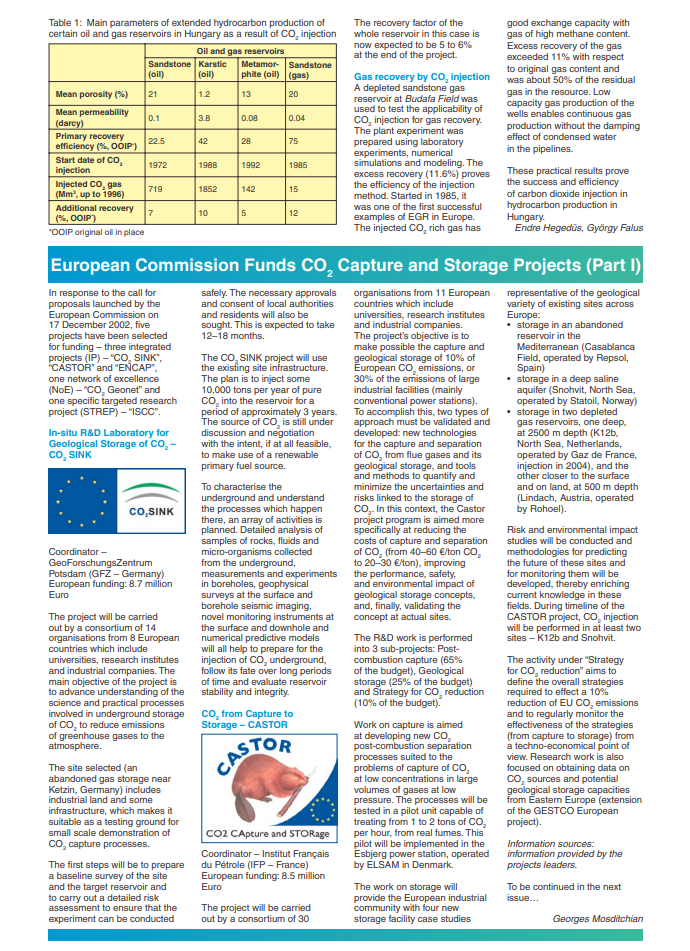 Table 1:  Main parameters of extended hydrocarbon production of
certain oil and gas reservoirs in Hungary as a result of CO2 injection
Oil and gas reservoirs
Sandstone (oil) Karstic (oil) Metamor-phite (oil) Sandstone (gas)
Mean porosity (%) 21 1.2 13 20
Mean permeability (darcy) 0.1 3.8 0.08 0.04
Primary recovery efficiency (%, OOIP*) 22.5 42 28 75
Start date of CO2 injection 1972 1988 1992 1985
Injected CO2 gas (Mm3, up to 1996) 719 1852 142 15
Additional recovery (%, OOIP*) 7 10 5 12
*OOIP original oil in place
The recovery factor of the
whole reservoir in this case is
now expected to be 5 to 6%
at the end of the project.
Gas recovery by CO2 injection
A depleted sandstone gas
reservoir at Budafa Field was
used to test the applicability of
CO2 injection for gas recovery.
The plant experiment was
prepared using laboratory
experiments, numerical
simulations and modeling. The
excess recovery (11.6%) proves
the efficiency of the injection
method. Started in 1985, it
was one of the first successful
examples of EGR in Europe.
The injected CO2 rich gas has
good exchange capacity with
gas of high methane content.
Excess recovery of the gas
exceeded 11% with respect
to original gas content and
was about 50% of the residual
gas in the resource. Low
capacity gas production of the
wells enables continuous gas
production without the damping
effect of condensed water
in the pipelines.
These practical results prove
the success and efficiency
of carbon dioxide injection in
hydrocarbon production in
Hungary.
Endre Hegedűs, György Falus
European Commission Funds CO2 Capture and Storage Projects (Part I)
In response to the call for
proposals launched by the
European Commission on
17 December 2002, five
projects have been selected
for funding – three integrated
projects (IP) – “CO2 SINK”,
“CASTOR” and “ENCAP”,
one network of excellence
(NoE) – “CO2 Geonet” and
one specific targeted research
project (STREP) – “ISCC”.
In-situ R&D Laboratory for
Geological Storage of CO2 –
CO2 SINK
CO2SINK
Coordinator –
GeoForschungsZentrum
Potsdam (GFZ – Germany)
European funding: 8.7 million
Euro
The project will be carried
out by a consortium of 14
organisations from 8 European
countries which include
universities, research institutes
and industrial companies. The
main objective of the project is
to advance understanding of the
science and practical processes
involved in underground storage
of CO2 to reduce emissions
of greenhouse gases to the
atmosphere.
The site selected (an
abandoned gas storage near
Ketzin, Germany) includes
industrial land and some
infrastructure, which makes it
suitable as a testing ground for
small scale demonstration of
CO2 capture processes.
The first steps will be to prepare
a baseline survey of the site
and the target reservoir and
to carry out a detailed risk
assessment to ensure that the
experiment can be conducted
safely. The necessary approvals
and consent of local authorities
and residents will also be
sought. This is expected to take
12–18 months.
The CO2 SINK project will use
the existing site infrastructure.
The plan is to inject some
10,000 tons per year of pure
CO2 into the reservoir for a
period of approximately 3 years.
The source of CO2 is still under
discussion and negotiation
with the intent, if at all feasible,
to make use of a renewable
primary fuel source.
To characterise the
underground and understand
the processes which happen
there, an array of activities is
planned. Detailed analysis of
samples of rocks, fluids and
micro-organisms collected
from the underground,
measurements and experiments
in boreholes, geophysical
surveys at the surface and
borehole seismic imaging,
novel monitoring instruments at
the surface and downhole and
numerical predictive models
will all help to prepare for the
injection of CO2 underground,
follow its fate over long periods
of time and evaluate reservoir
stability and integrity.
CO2 from Capture to
Storage – CASTOR
CASTOR
CO2 CApture and STORage
Coordinator – Institut Français
du Pétrole (IFP – France)
European funding: 8.5 million
Euro
The project will be carried
out by a consortium of 30
organisations from 11 European
countries which include
universities, research institutes
and industrial companies.
The project’s objective is to
make possible the capture and
geological storage of 10% of
European CO2 emissions, or
30% of the emissions of large
industrial facilities (mainly
conventional power stations).
To accomplish this, two types of
approach must be validated and
developed: new technologies
for the capture and separation
of CO2 from flue gases and its
geological storage, and tools
and methods to quantify and
minimize the uncertainties and
risks linked to the storage of
CO2. In this context, the Castor
project program is aimed more
specifically at reducing the
costs of capture and separation
of CO2 (from 40–60 €/ton CO2
to 20–30 €/ton), improving
the performance, safety,
and environmental impact of
geological storage concepts,
and, finally, validating the
concept at actual sites.
The R&D work is performed
into 3 sub-projects: Post-
combustion capture (65%
of the budget), Geological
storage (25% of the budget)
and Strategy for CO2 reduction
(10% of the budget).
Work on capture is aimed
at developing new CO2
post-combustion separation
processes suited to the
problems of capture of CO2
at low concentrations in large
volumes of gases at low
pressure. The processes will be
tested in a pilot unit capable of
treating from 1 to 2 tons of CO2
per hour, from real fumes. This
pilot will be implemented in the
Esbjerg power station, operated
by ELSAM in Denmark.
The work on storage will
provide the European industrial
community with four new
storage facility case studies
representative of the geological
variety of existing sites across
Europe:
• storage in an abandoned
reservoir in the
Mediterranean (Casablanca
Field, operated by Repsol,
Spain)
• storage in a deep saline
aquifer (Snohvit, North Sea,
operated by Statoil, Norway)
• storage in two depleted
gas reservoirs, one deep,
at 2500 m depth (K12b,
North Sea, Netherlands,
operated by Gaz de France,
injection in 2004), and the
other closer to the surface
and on land, at 500 m depth
(Lindach, Austria, operated
by Rohoel).
Risk and environmental impact
studies will be conducted and
methodologies for predicting
the future of these sites and
for monitoring them will be
developed, thereby enriching
current knowledge in these
fields. During timeline of the
CASTOR project, CO2 injection
will be performed in at least two
sites – K12b and Snohvit.
The activity under “Strategy
for CO2 reduction” aims to
define the overall strategies
required to effect a 10%
reduction of EU CO2 emissions
and to regularly monitor the
effectiveness of the strategies
(from capture to storage) from
a techno-economical point of
view. Research work is also
focused on obtaining data on
CO2 sources and potential
geological storage capacities
from Eastern Europe (extension
of the GESTCO European
project).
Information sources:
information provided by the
projects leaders.
To be continued in the next
issue…
Georges Mosditchian